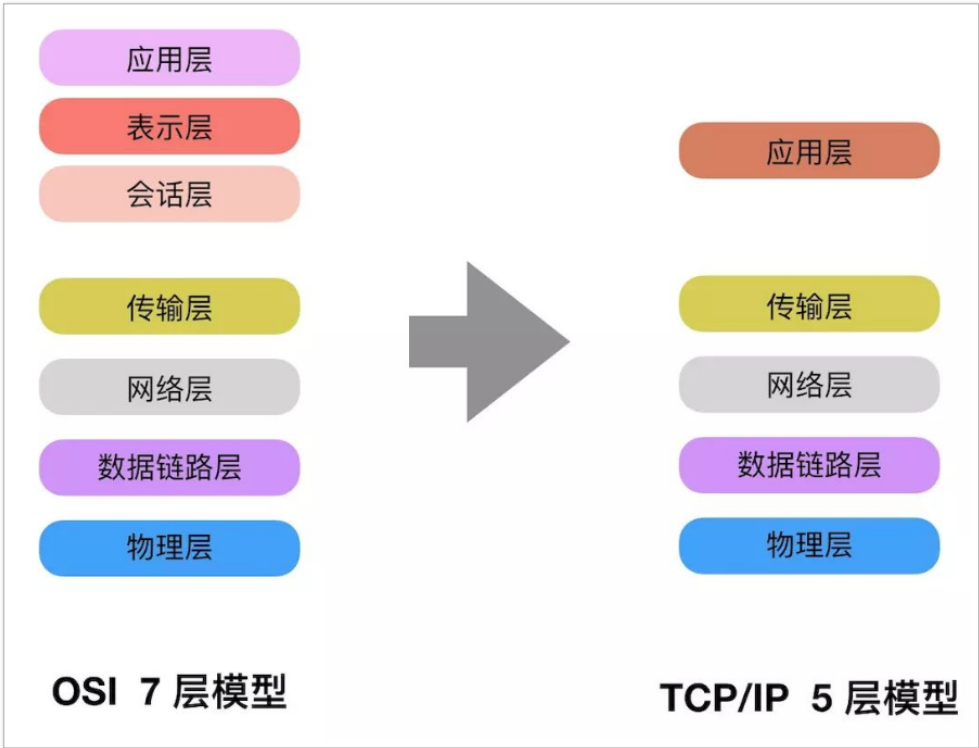 应用层
表示层
会话层
传输层
网络层
数据链路层
物理层
OSI 7 层模型
应用层
传输层
网络层
数据链路层
物理层
TCP/IP 5 层模型